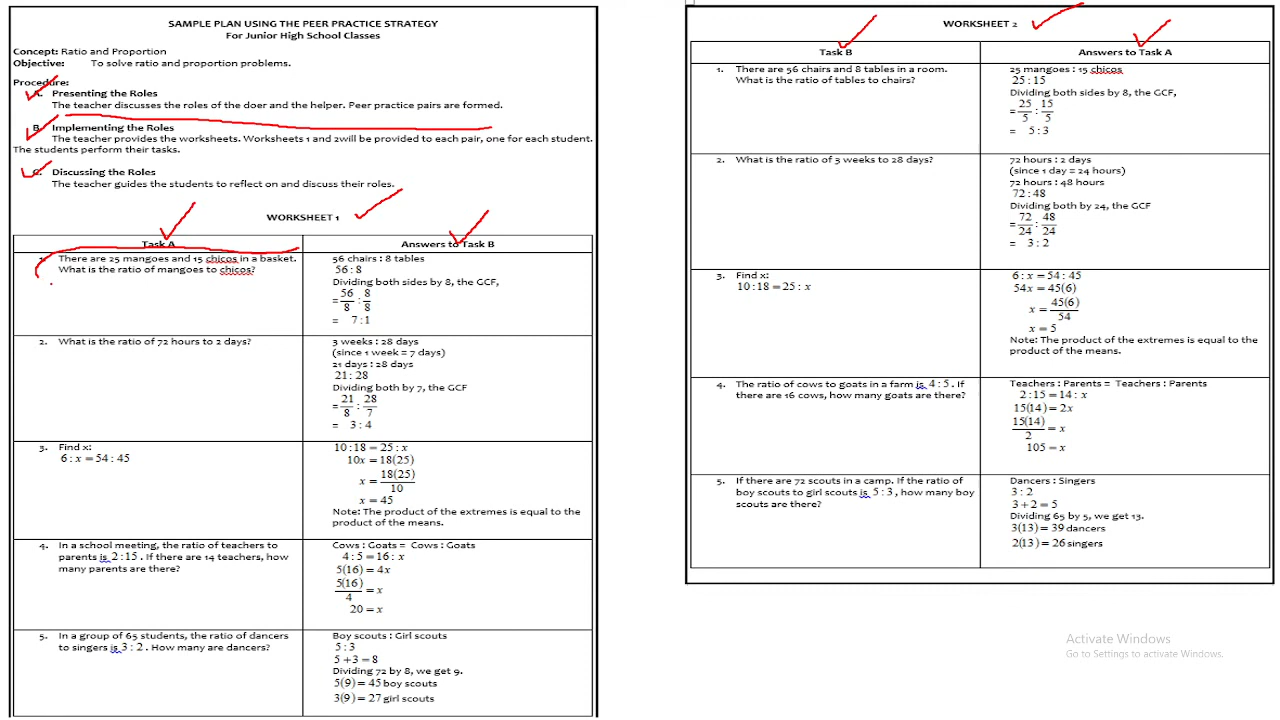 SAMPLE PLAN USING THE PEER PRACTICE STRATEGY
For Junior High School Classes
Concept: Ratio and Proportion
Objective: To solve ratio and proportion problems.
Procedure:
A. Presenting the Roles
The teacher discusses the roles of the doer and the helper. Peer practice pairs are formed.
B. Implementing the Roles
The teacher provides the worksheets. Worksheets 1 and 2will be provided to each pair, one for each student.
The students perform their tasks.
C. Discussing the Roles
The teacher guides the students to reflect on and discuss their roles.
WORKSHEET 1
Task A
Answers to Task B
1. There are 25 mangoes and 15 chicos in a basket.
What is the ratio of mangoes to chicos?
56 chairs : 8 tables
56 : 8
Dividing both sides by 8, the GCF,
= 56/8 : 8/8
= 7 : 1
2. What is the ratio of 72 hours to 2 days?
3 weeks : 28 days
(since 1 week = 7 days)
21 days : 28 days
21 : 28
Dividing both by 7, the GCF
= 21/8 : 28/7
= 3 : 4
3. Find x:
6 : x = 54 : 45
10 : 18 = 25 : x
10x = 18(25)
x = 18(25)/10
x = 45
Note: The product of the extremes is equal to the
product of the means.
4. In a school meeting, the ratio of teachers to
parents is 2 : 15. If there are 14 teachers, how
many parents are there?
Cows : Goats = Cows : Goats
4 : 5 = 16 : x
5(16) = 4x
5(16)/4 = x
20 = x
5. In a group of 65 students, the ratio of dancers
to singers is 3 : 2. How many are dancers?
Boy scouts : Girl scouts
5 : 3
5 +3 = 8
Dividing 72 by 8, we get 9.
5(9) = 45 boy scouts
3(9) = 27 girl scouts
WORKSHEET 2
Task B
Answers to Task A
1. There are 56 chairs and 8 tables in a room.
What is the ratio of tables to chairs?
25 mangoes : 15 chicos
25 : 15
Dividing both sides by 8, the GCF,
= 25/5 : 15/5
= 5 : 3
2. What is the ratio of 3 weeks to 28 days?
72 hours : 2 days
(since 1 day = 24 hours)
72 hours : 48 hours
72 : 48
Dividing both by 24, the GCF
= 72/24 : 48/24
= 3 : 2
3. Find x:
10 : 18 = 25 : x
6 : x = 54 : 45
54x = 45(6)
x = 45(6)/54
x = 5
Note: The product of the extremes is equal to the
product of the means.
4. The ratio of cows to goats in a farm is 4 : 5. If
there are 16 cows, how many goats are there?
Teachers : Parents = Teachers : Parents
2 : 15 = 14 : x
15(14) = 2x
15(14)/2 = x
105 = x
5. If there are 72 scouts in a camp. If the ratio of
boy scouts to girl scouts is 5 : 3, how many boy
scouts are there?
Dancers : Singers
3 : 2
3 + 2 = 5
Dividing 65 by 5, we get 13.
3(13) = 39 dancers
2(13) = 26 singers
Activate Windows
Go to Settings to activate Windows.